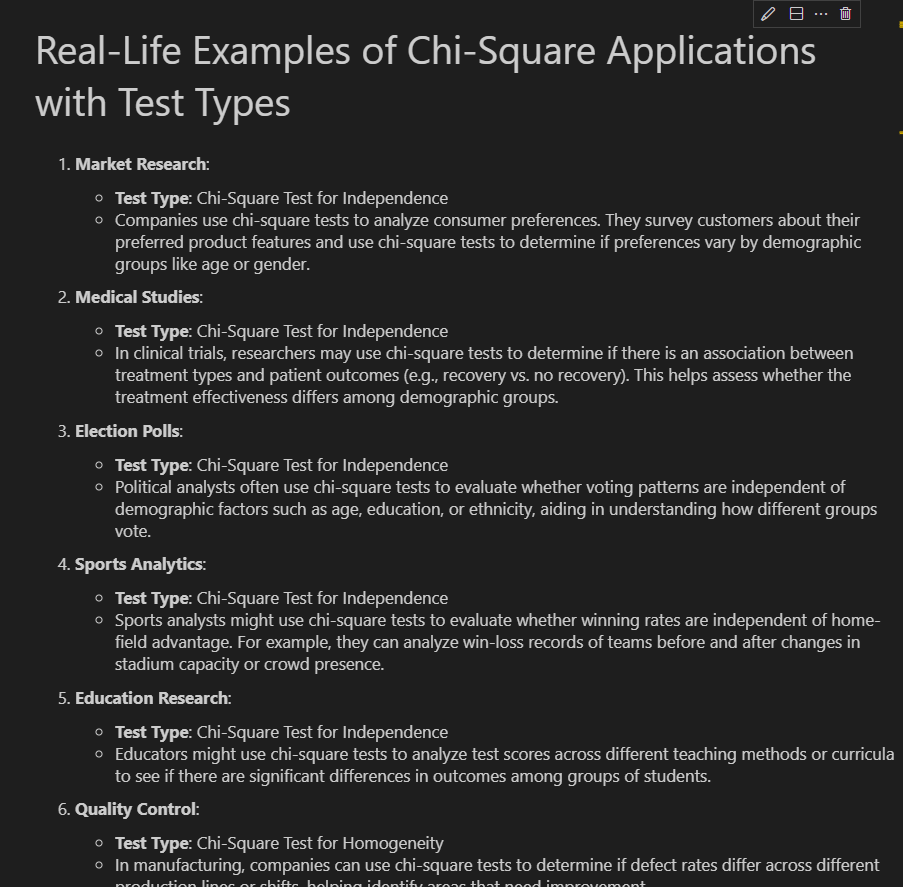 Real-Life Examples of Chi-Square Applications
with Test Types
1. Market Research:
Test Type: Chi-Square Test for Independence
Companies use chi-square tests to analyze consumer preferences. They survey customers about their
preferred product features and use chi-square tests to determine if preferences vary by demographic
groups like age or gender.
2. Medical Studies:
Test Type: Chi-Square Test for Independence
In clinical trials, researchers may use chi-square tests to determine if there is an association between
treatment types and patient outcomes (e.g., recovery vs. no recovery). This helps assess whether the
treatment effectiveness differs among demographic groups.
3. Election Polls:
Test Type: Chi-Square Test for Independence
Political analysts often use chi-square tests to evaluate whether voting patterns are independent of
demographic factors such as age, education, or ethnicity, aiding in understanding how different groups
vote.
4. Sports Analytics:
Test Type: Chi-Square Test for Independence
Sports analysts might use chi-square tests to evaluate whether winning rates are independent of home-
field advantage. For example, they can analyze win-loss records of teams before and after changes in
stadium capacity or crowd presence.
5. Education Research:
Test Type: Chi-Square Test for Independence
Educators might use chi-square tests to analyze test scores across different teaching methods or curricula
to see if there are significant differences in outcomes among groups of students.
6. Quality Control:
Test Type: Chi-Square Test for Homogeneity
In manufacturing, companies can use chi-square tests to determine if defect rates differ across different
production lines or shifts, helping identify areas that need improvement.